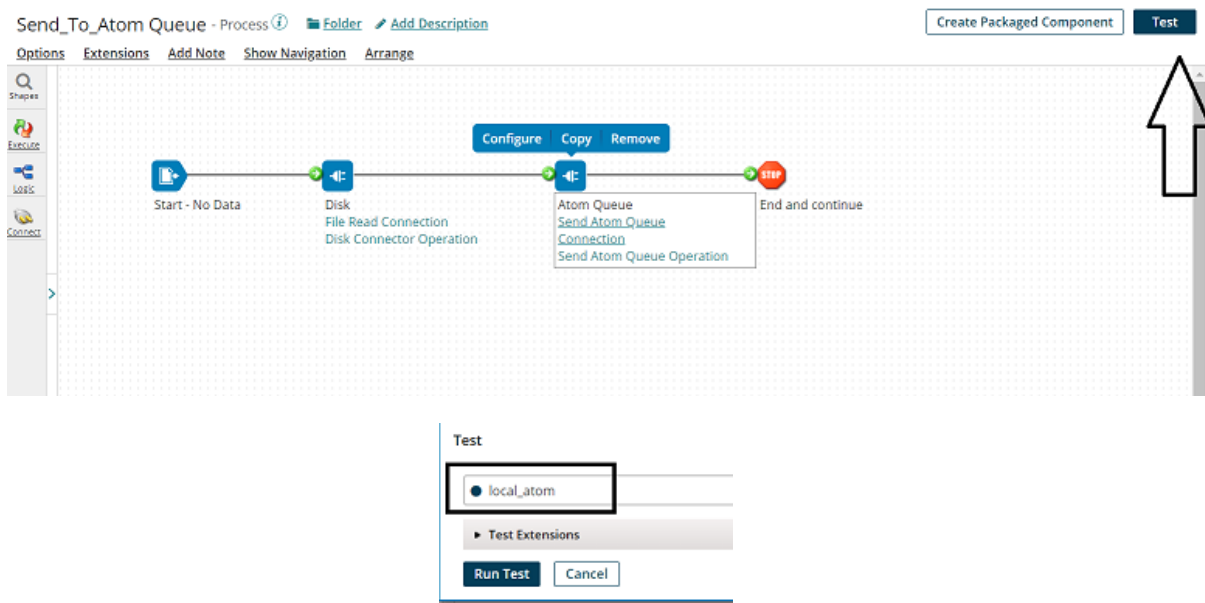 Send_To_Atom Queue - Process i Folder Add Description
Create Packaged Component Test
Options Extensions Add Note Show Navigation Arrange
Shapes
Execute
Logic
Connect
Configure Copy Remove
STOP
Start - No Data
Disk
File Read Connection
Disk Connector Operation
Atom Queue
Send Atom Queue
Connection
Send Atom Queue Operation
End and continue
Test
local_atom
Test Extensions
Run Test Cancel